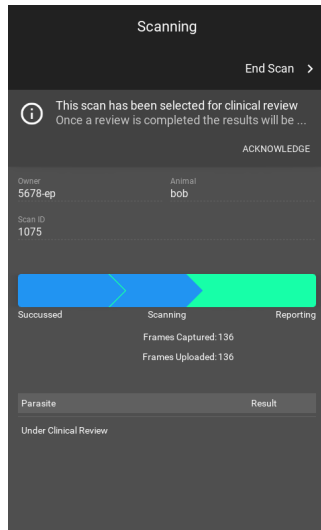 Scanning
End Scan
This scan has been selected for clinical review
Once a review is completed the results will be ...
ACKNOWLEDGE
Owner Animal
5678-ep bob
Scan ID
1075
Succussed Scanning Reporting
Frames Captured: 136
Frames Uploaded: 136
Parasite Result
Under Clinical Review